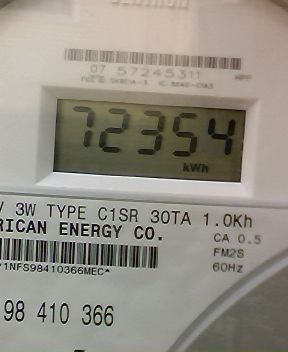 CENTRON
07 57245311
72354
kWh
V 3W TYPE C1SR 30TA 1.0Kh
RICAN ENERGY CO.
CA 0.5
FM2S
60Hz
98 410 366